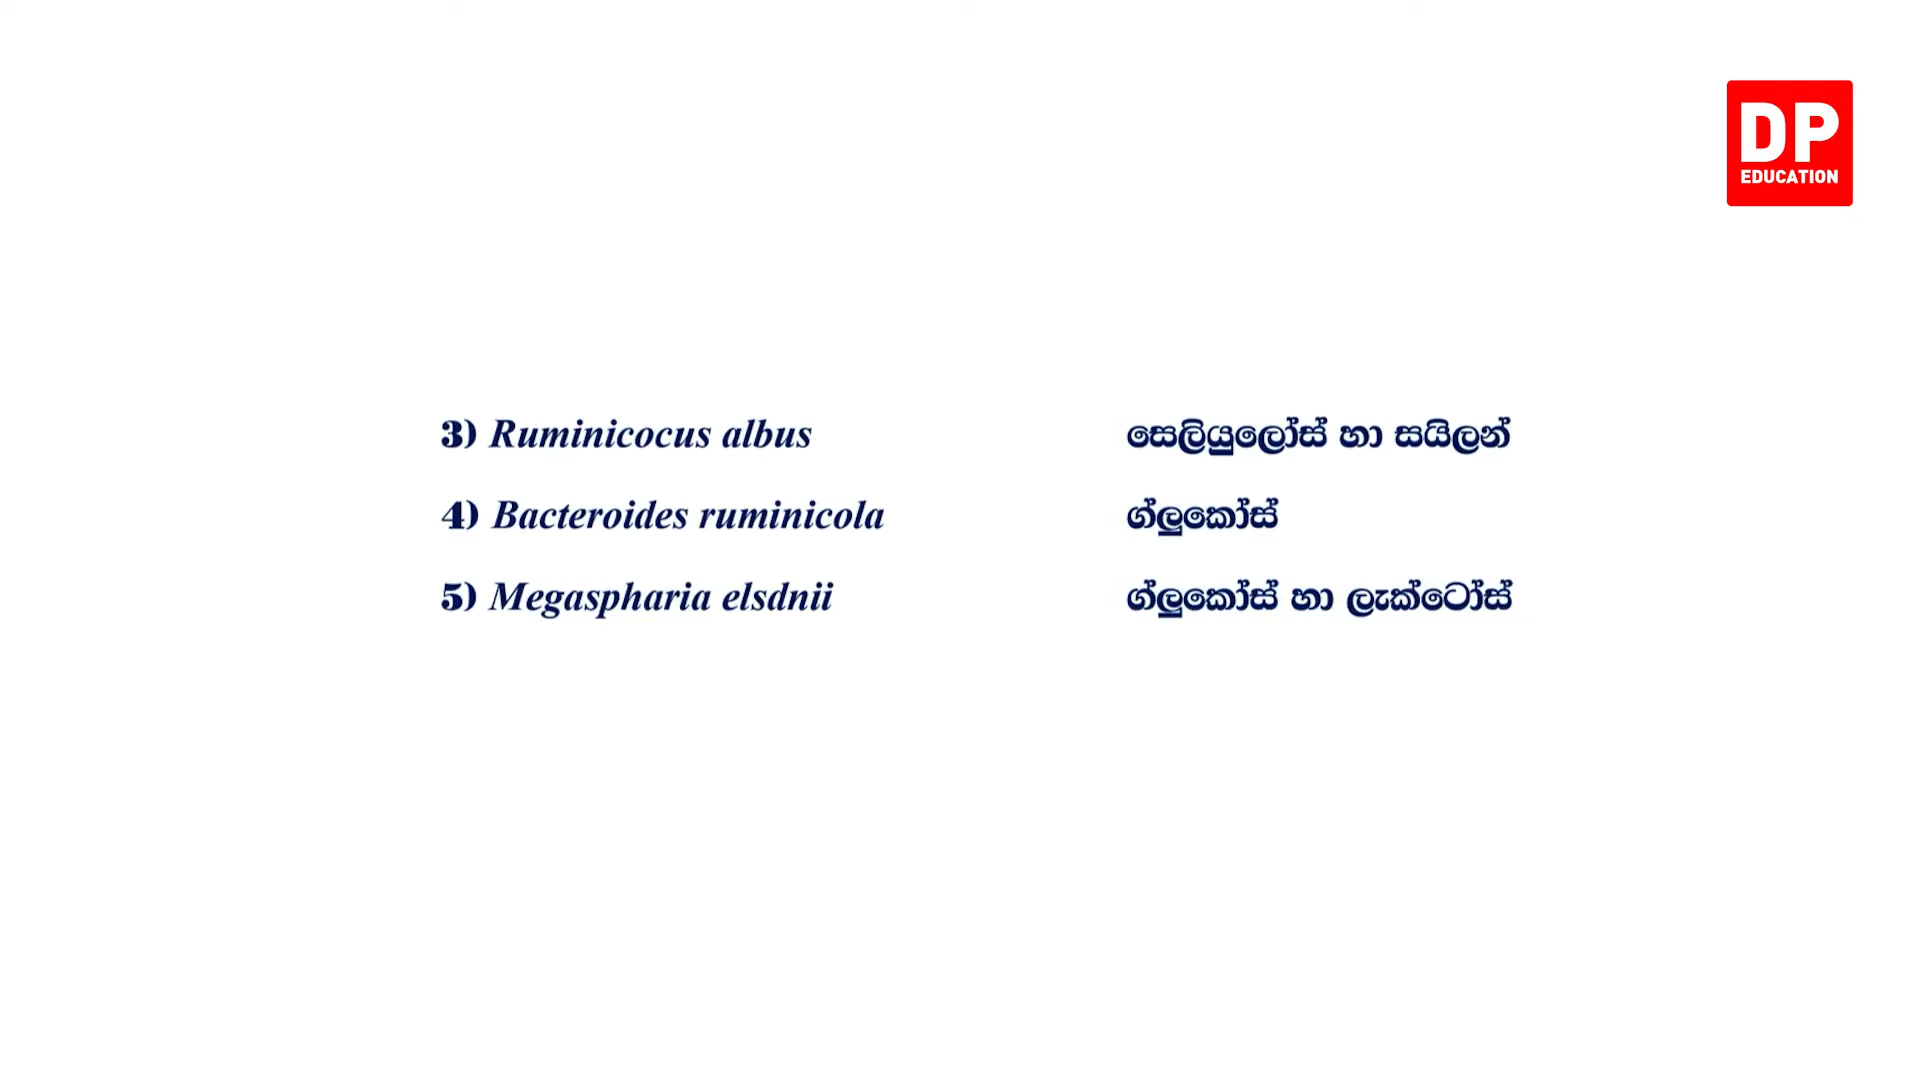 DP
EDUCATION
3) Ruminicocus albus සෙලියුලෝස් හා සයිලන්
4) Bacteroides ruminicola ග්ලුකෝස්
5) Megaspharia elsdnii ග්ලුකෝස් හා ලැක්ටෝස්